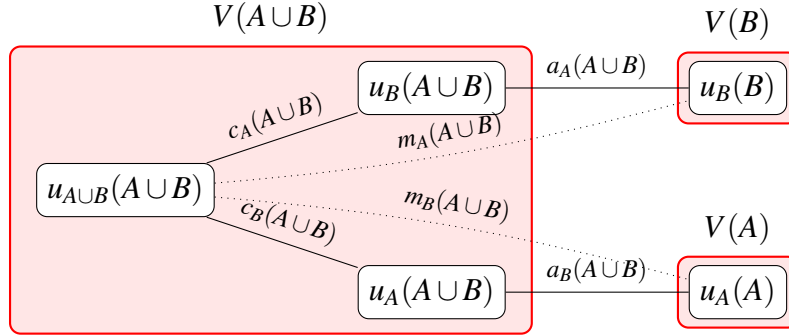 V(A∪B)
V(B)
u_B(A∪B)
a_A(A∪B)
u_B(B)
c_A(A∪B)
m_A(A∪B)
u_{A∪B}(A∪B)
m_B(A∪B)
c_B(A∪B)
V(A)
u_A(A∪B)
a_B(A∪B)
u_A(A)